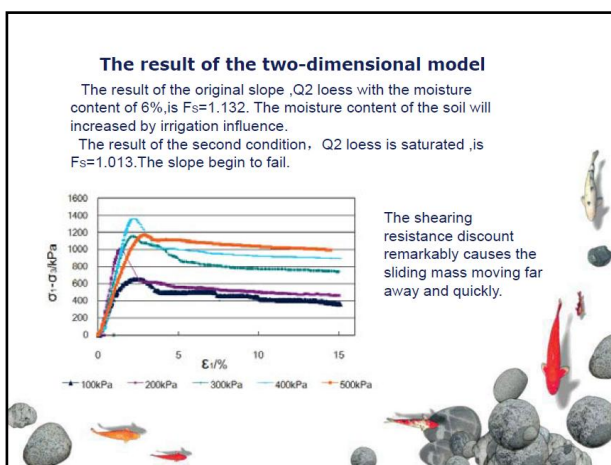 The result of the two-dimensional model
The result of the original slope ,Q2 loess with the moisture
content of 6%,is Fs=1.132. The moisture content of the soil will
increased by irrigation influence.
The result of the second condition，Q2 loess is saturated ,is
Fs=1.013.The slope begin to fail.
1600
1400
1200
1000
800
600
400
200
0
σ1-σ3/kPa
0
5
10
15
ε1/%
100kPa 200kPa 300kPa 400kPa 500kPa
The shearing
resistance discount
remarkably causes the
sliding mass moving far
away and quickly.